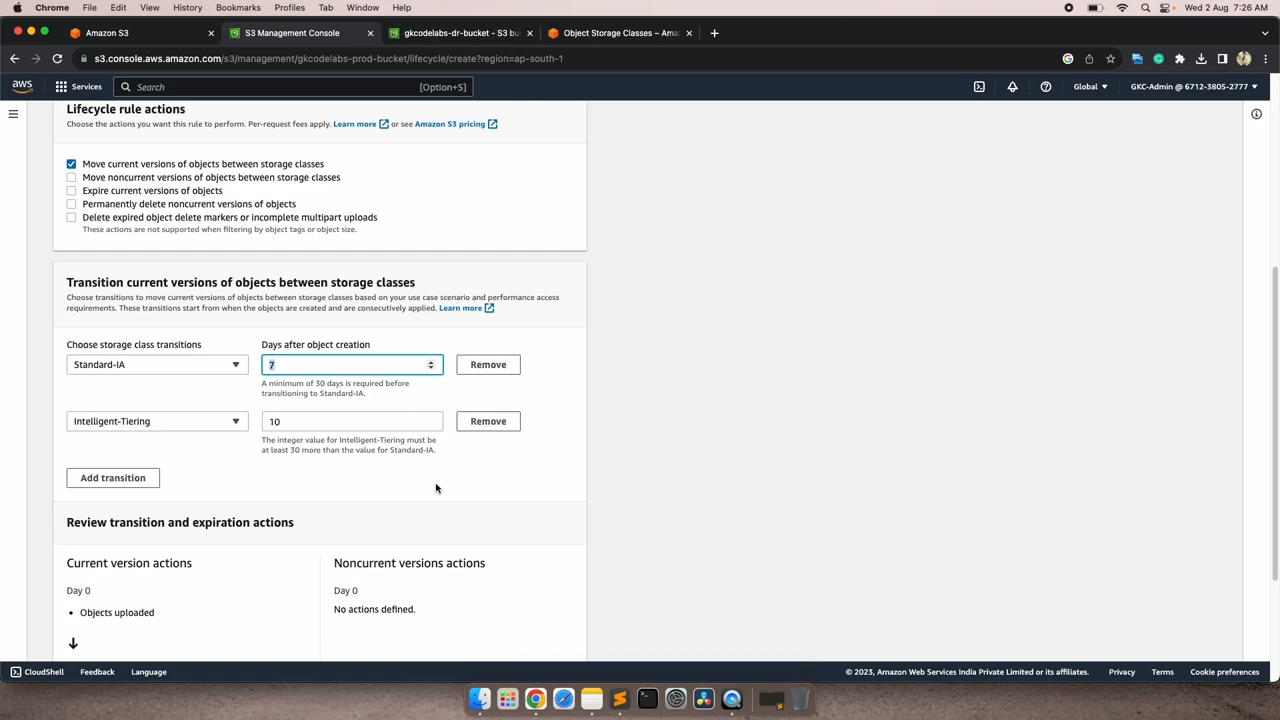 Chrome File Edit View History Bookmarks Profiles Tab Window Help Wed 2 Aug 7:26 AM
Amazon S3 S3 Management Console gkcodelabs-dr-bucket - S3 bu Object Storage Classes – Ama
s3.console.aws.amazon.com/s3/management/gkcodelabs-prod-bucket/lifecycle/create?region=ap-south-1
aws Services Search [Option+S] Global GKC-Admin @ 6712-3805-2777
Lifecycle rule actions
Choose the actions you want this rule to perform. Per-request fees apply. Learn more or see Amazon S3 pricing
Move current versions of objects between storage classes
Move noncurrent versions of objects between storage classes
Expire current versions of objects
Permanently delete noncurrent versions of objects
Delete expired object delete markers or incomplete multipart uploads
These actions are not supported when filtering by object tags or object size.
Transition current versions of objects between storage classes
Choose transitions to move current versions of objects between storage classes based on your use case scenario and performance access
requirements. These transitions start from when the objects are created and are consecutively applied. Learn more
Choose storage class transitions Days after object creation
Standard-IA 7 Remove
A minimum of 30 days is required before
transitioning to Standard-IA.
Intelligent-Tiering 10 Remove
The integer value for Intelligent-Tiering must be
at least 30 more than the value for Standard-IA.
Add transition
Review transition and expiration actions
Current version actions Noncurrent versions actions
Day 0 Day 0
Objects uploaded No actions defined.
CloudShell Feedback Language © 2023, Amazon Web Services India Private Limited or its affiliates. Privacy Terms Cookie preferences